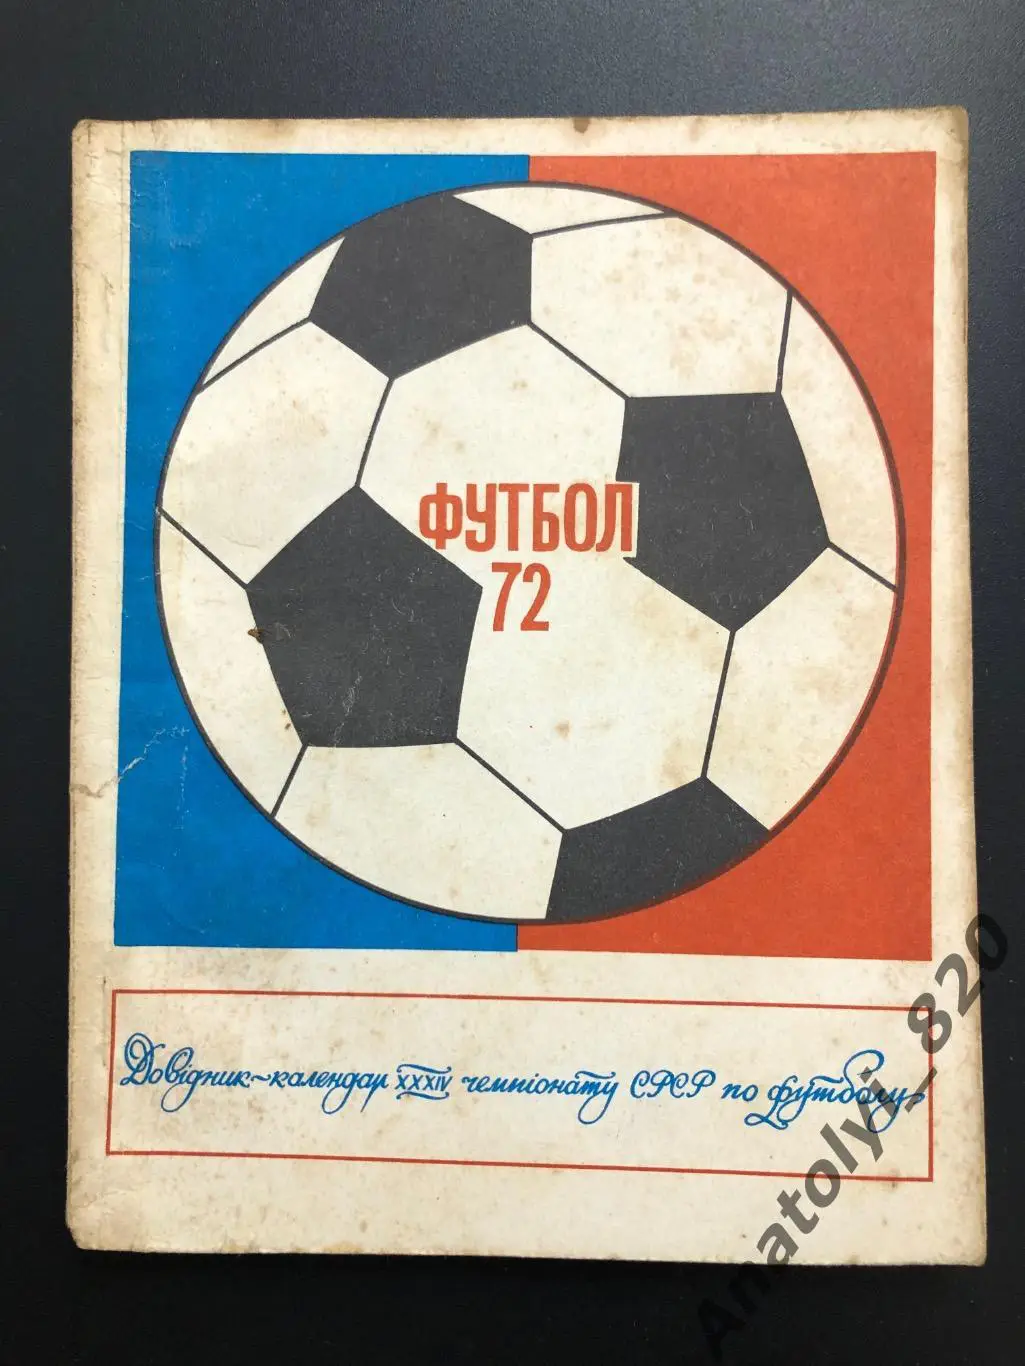 ФУТБОЛ
72
Довідник-календар XXXIV чемпіонату СРСР по футболу
Anatolyi_820